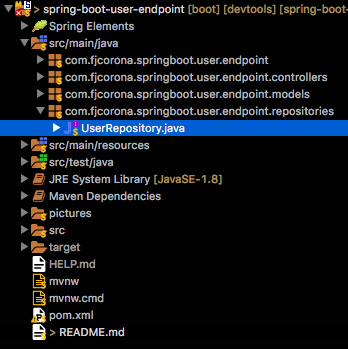 > spring-boot-user-endpoint [boot] [devtools] [spring-boot
Spring Elements
src/main/java
com.fjcorona.springboot.user.endpoint
com.fjcorona.springboot.user.endpoint.controllers
com.fjcorona.springboot.user.endpoint.models
com.fjcorona.springboot.user.endpoint.repositories
UserRepository.java
src/main/resources
src/test/java
JRE System Library [JavaSE-1.8]
Maven Dependencies
pictures
src
target
HELP.md
mvnw
mvnw.cmd
pom.xml
> README.md